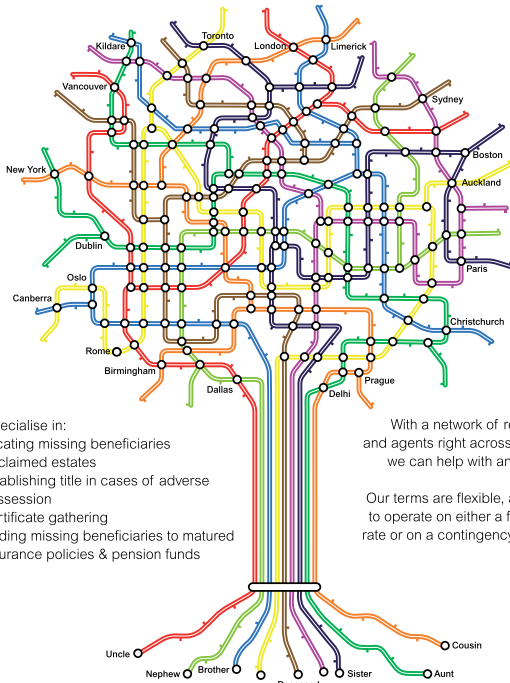 Toronto
Kildare
London
Limerick
Vancouver
Sydney
Boston
New York
Auckland
Dublin
Paris
Oslo
Canberra
Christchurch
Rome
Birmingham
Prague
Dallas
Delhi
ecialise in:
cating missing beneficiaries
claimed estates
ablishing title in cases of adverse
ssession
rtificate gathering
ding missing beneficiaries to matured
urance policies & pension funds
With a network of re
and agents right across
we can help with an
Our terms are flexible, a
to operate on either a f
rate or on a contingency
Uncle
Nephew
Brother
Sister
Aunt
Cousin